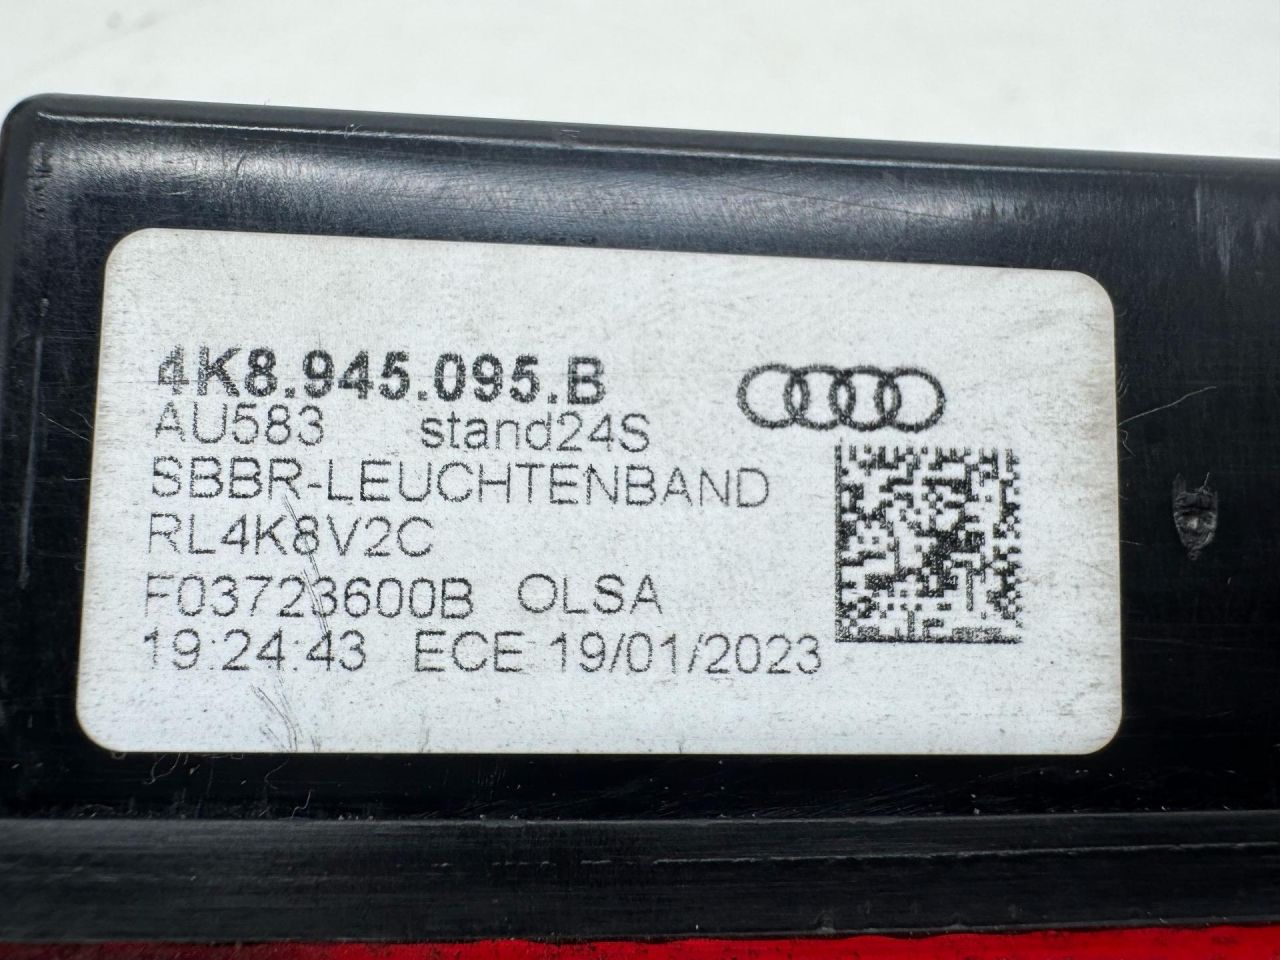 4K8.945.095.B
AU583 stand24S
SBBR-LEUCHTENBAND
RL4K8V2C
F03723600B OLSA
19:24:43 ECE 19/01/2023